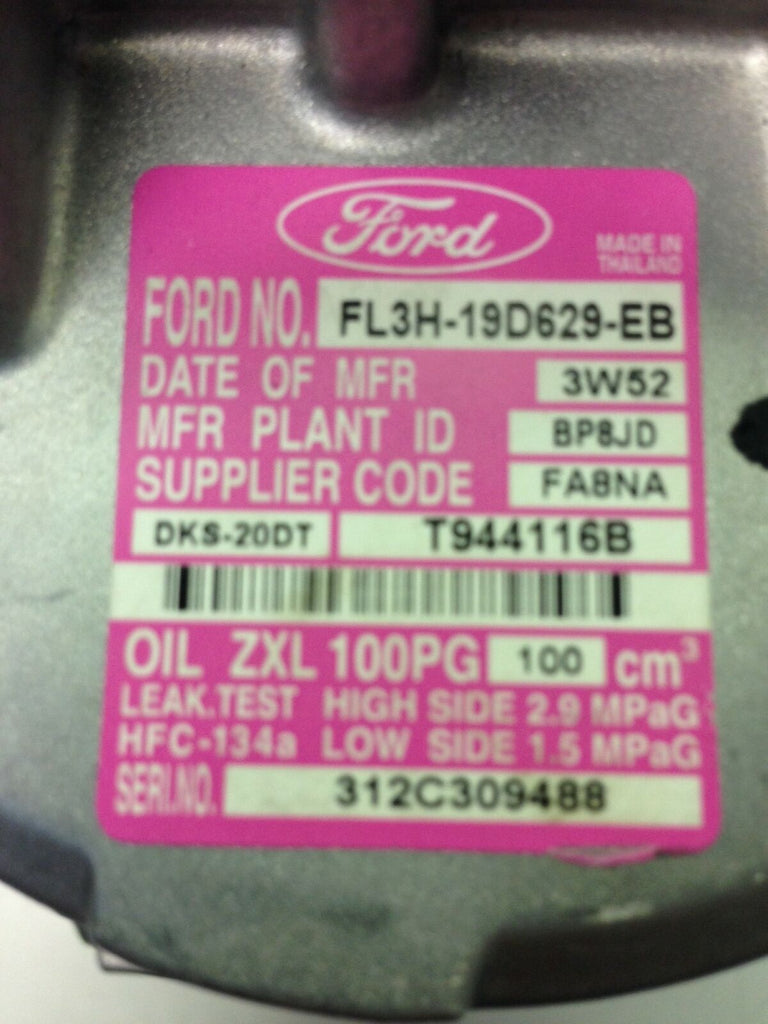 Ford
MADE IN
THAILAND
FORD NO. FL3H-19D629-EB
DATE OF MFR 3W52
MFR PLANT ID BP8JD
SUPPLIER CODE FA8NA
DKS-20DT T944116B
OIL ZXL 100PG 100 cm³
LEAK.TEST HIGH SIDE 2.9 MPaG
HFC-134a LOW SIDE 1.5 MPaG
SERI.NO. 312C309488